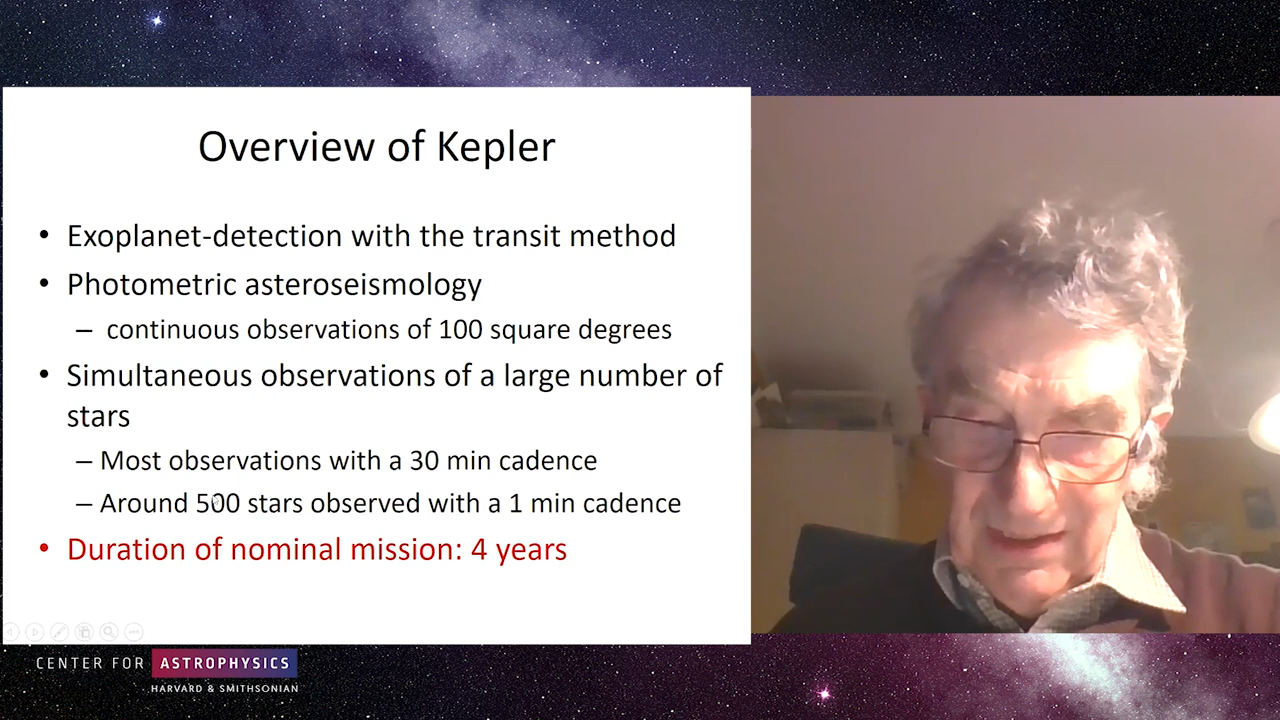 Overview of Kepler
• Exoplanet-detection with the transit method
• Photometric asteroseismology
– continuous observations of 100 square degrees
• Simultaneous observations of a large number of
stars
– Most observations with a 30 min cadence
– Around 500 stars observed with a 1 min cadence
• Duration of nominal mission: 4 years
CENTER FOR ASTROPHYSICS
HARVARD & SMITHSONIAN